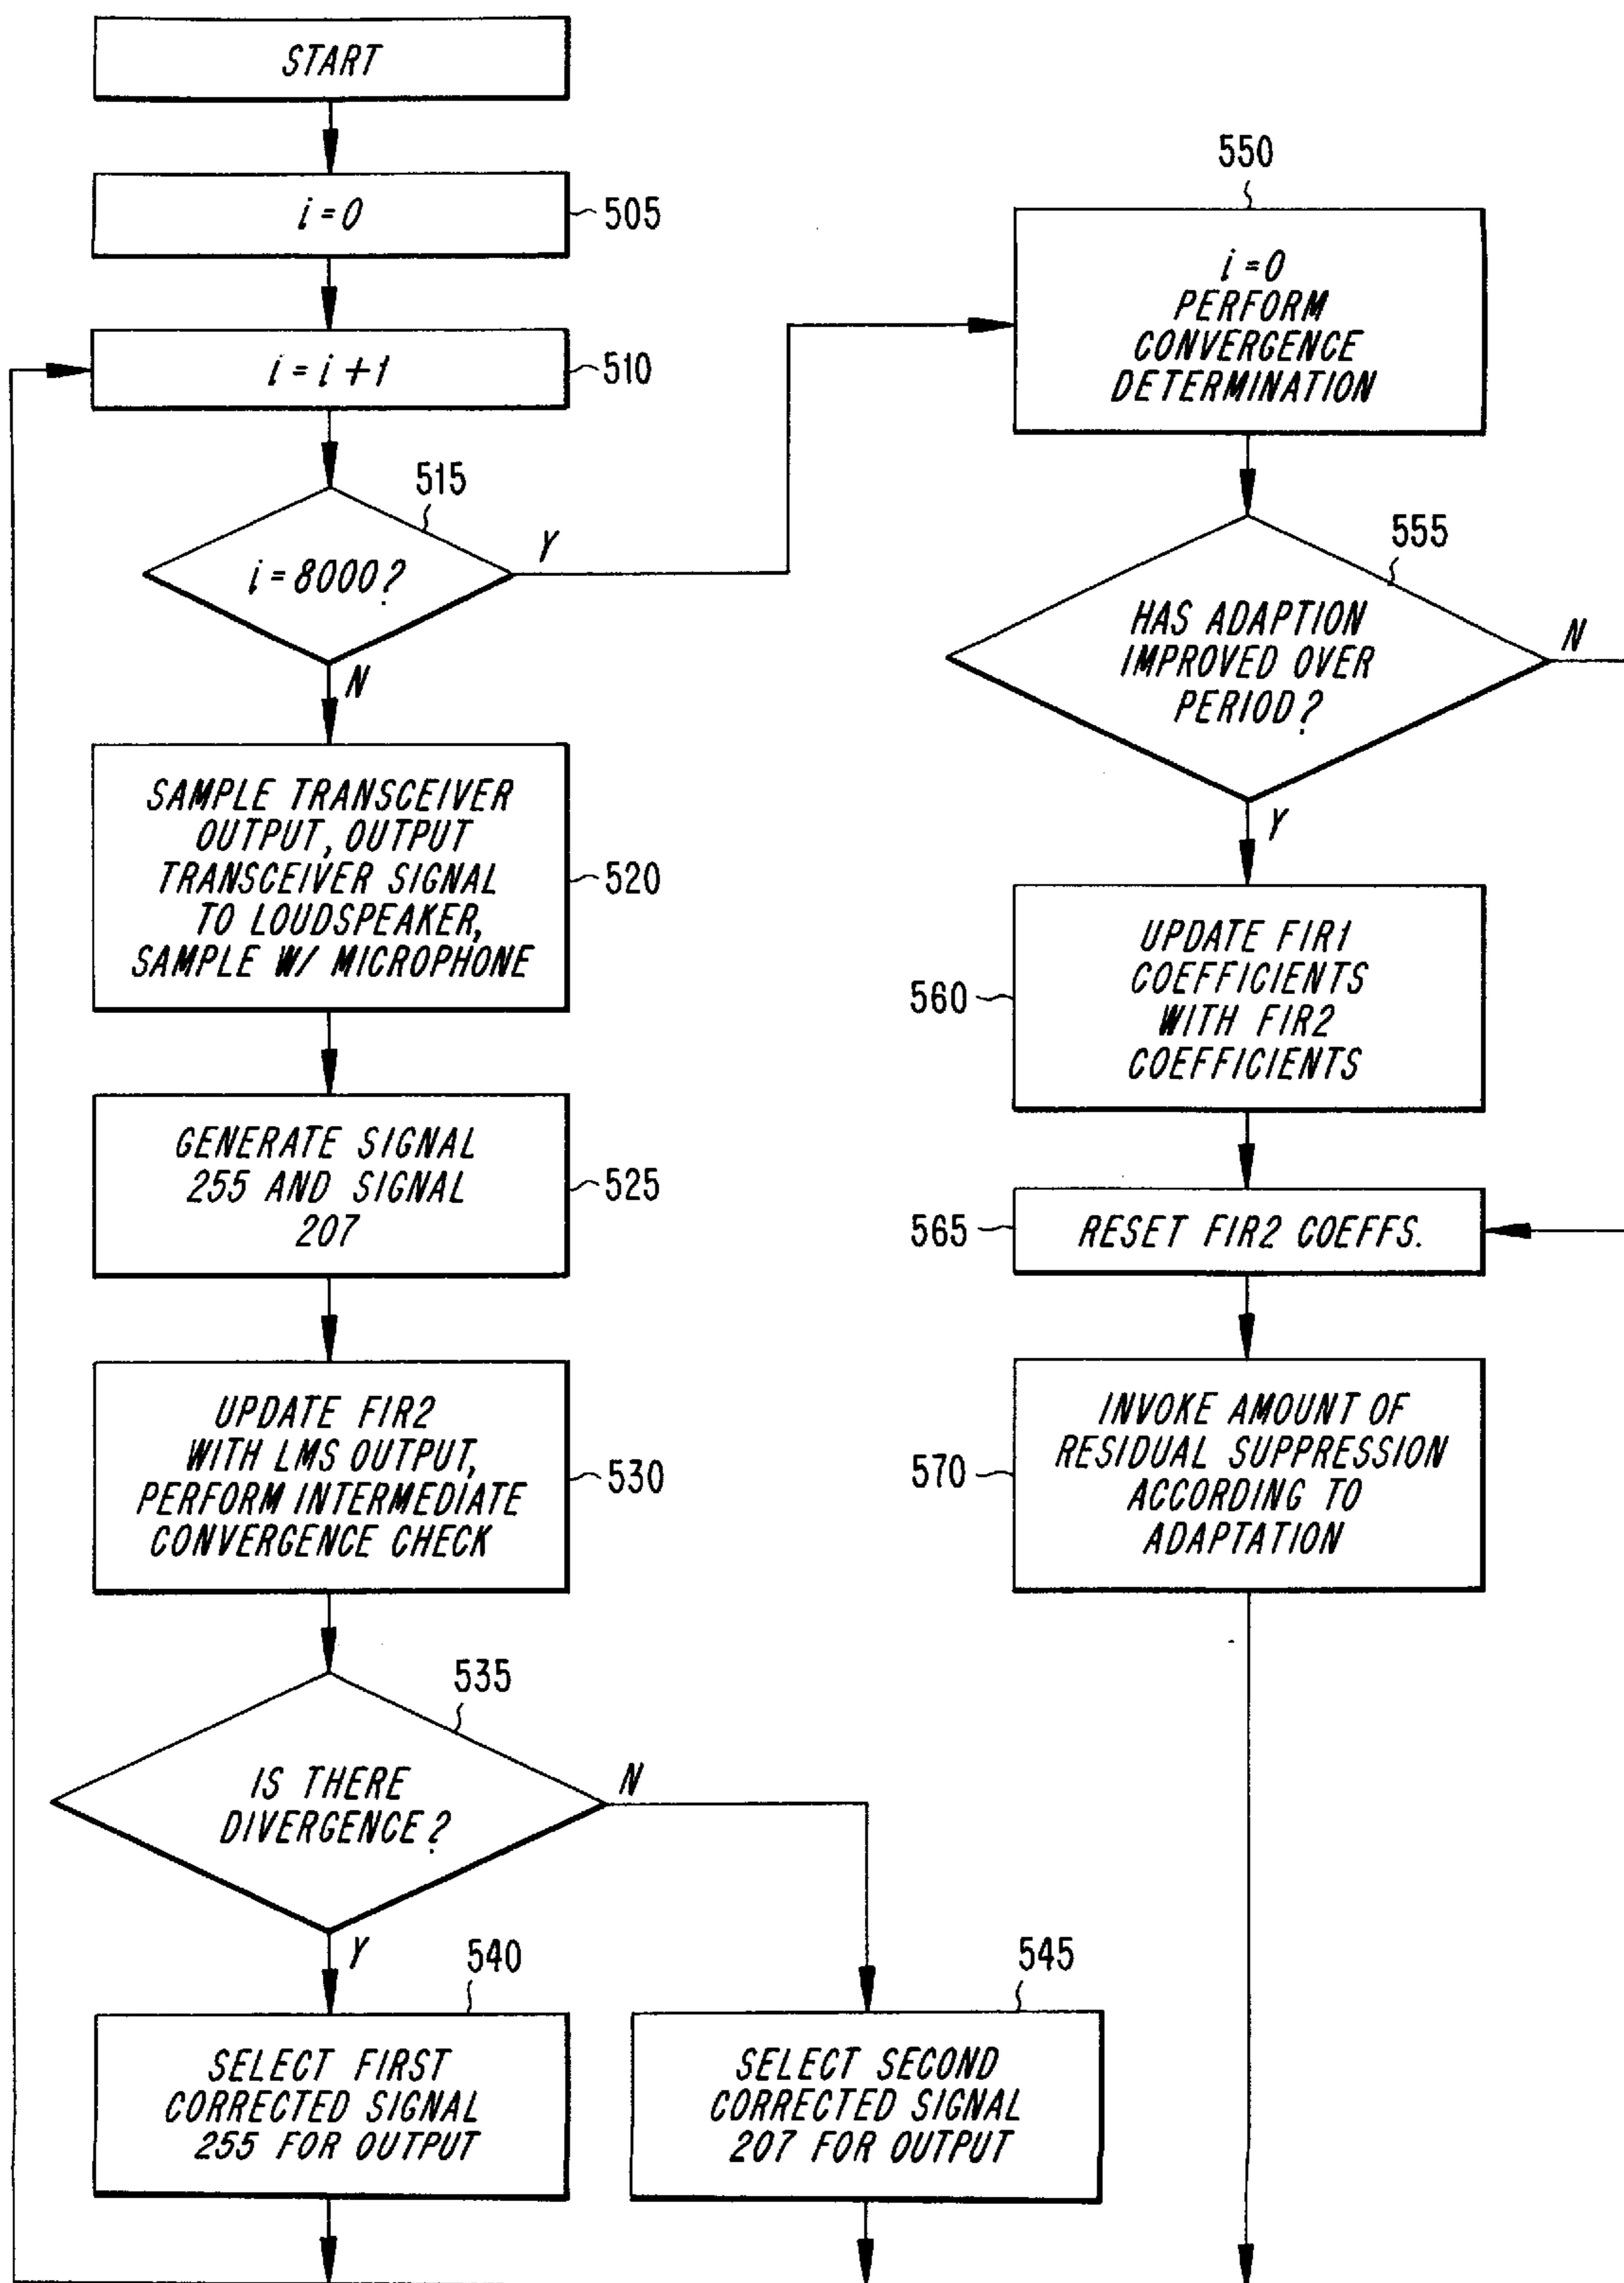 START
i = 0
505
i = i + 1
510
515
i = 8000?
Y
N
SAMPLE TRANSCEIVER
OUTPUT, OUTPUT
TRANSCEIVER SIGNAL
TO LOUDSPEAKER,
SAMPLE W/ MICROPHONE
520
GENERATE SIGNAL
255 AND SIGNAL
207
525
UPDATE FIR2
WITH LMS OUTPUT,
PERFORM INTERMEDIATE
CONVERGENCE CHECK
530
535
IS THERE
DIVERGENCE?
N
Y
540
SELECT FIRST
CORRECTED SIGNAL
255 FOR OUTPUT
545
SELECT SECOND
CORRECTED SIGNAL
207 FOR OUTPUT
550
i = 0
PERFORM
CONVERGENCE
DETERMINATION
555
HAS ADAPTION
IMPROVED OVER
PERIOD?
N
Y
560
UPDATE FIR1
COEFFICIENTS
WITH FIR2
COEFFICIENTS
565
RESET FIR2 COEFFS.
570
INVOKE AMOUNT OF
RESIDUAL SUPPRESSION
ACCORDING TO
ADAPTATION